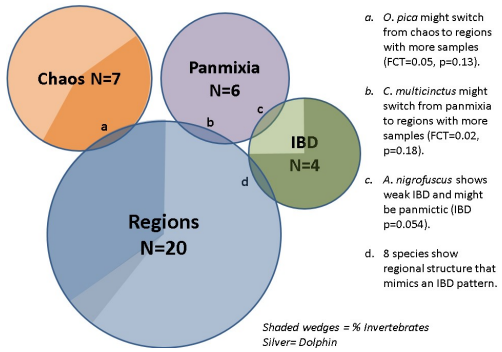 Chaos N=7
Panmixia
N=6
IBD
N=4
Regions
N=20
a
b
c
d
a. O. pica might switch
from chaos to regions
with more samples
(FCT=0.05, p=0.13).
b. C. multicinctus might
switch from panmixia
to regions with more
samples (FCT=0.02,
p=0.18).
c. A. nigrofuscus shows
weak IBD and might
be panmictic (IBD
p=0.054).
d. 8 species show
regional structure that
mimics an IBD pattern.
Shaded wedges = % Invertebrates
Silver= Dolphin